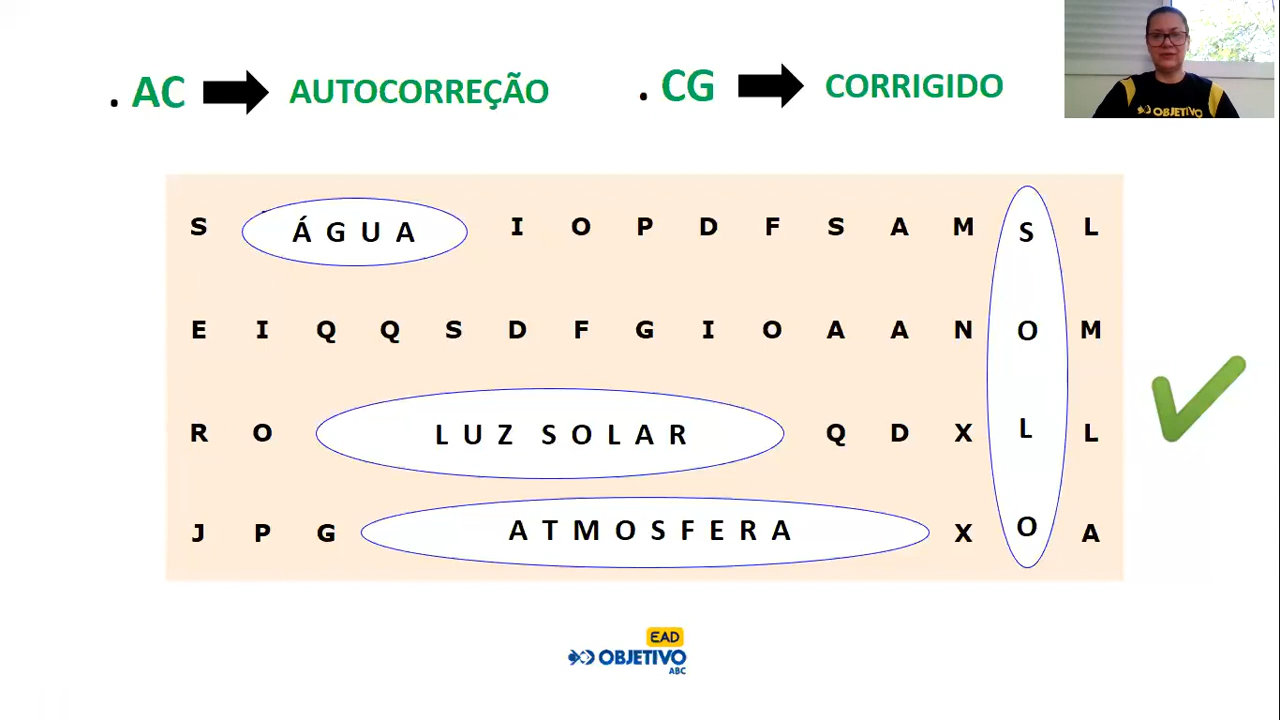 . AC AUTOCORREÇÃO . CG CORRIGIDO
OBJETIVO
S ÁGUA I O P D F S A M S L
E I Q Q S D F G I O A A N O M
R O LUZ SOLAR Q D X L L
J P G ATMOSFERA X O A
EAD
OBJETIVO
ABC